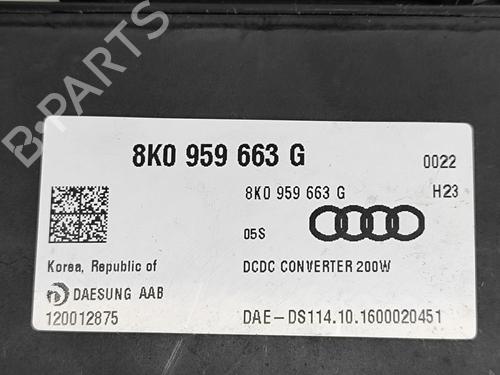 8K0 959 663 G
0022
8K0 959 663 G
H23
05S
Korea, Republic of
DCDC CONVERTER 200W
DAESUNG AAB
120012875
DAE-DS114.10.1600020451
B-PARTS